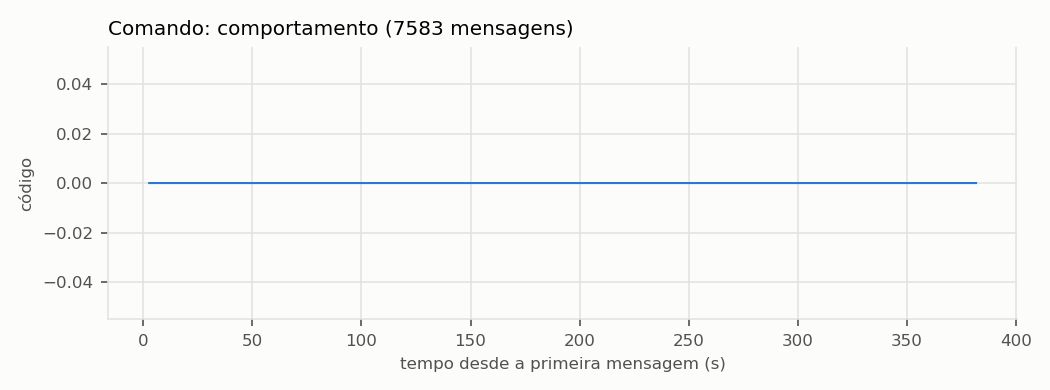 Comando: comportamento (7583 mensagens)
0.04
0.02
0.00
−0.02
−0.04
código
0 50 100 150 200 250 300 350 400
tempo desde a primeira mensagem (s)